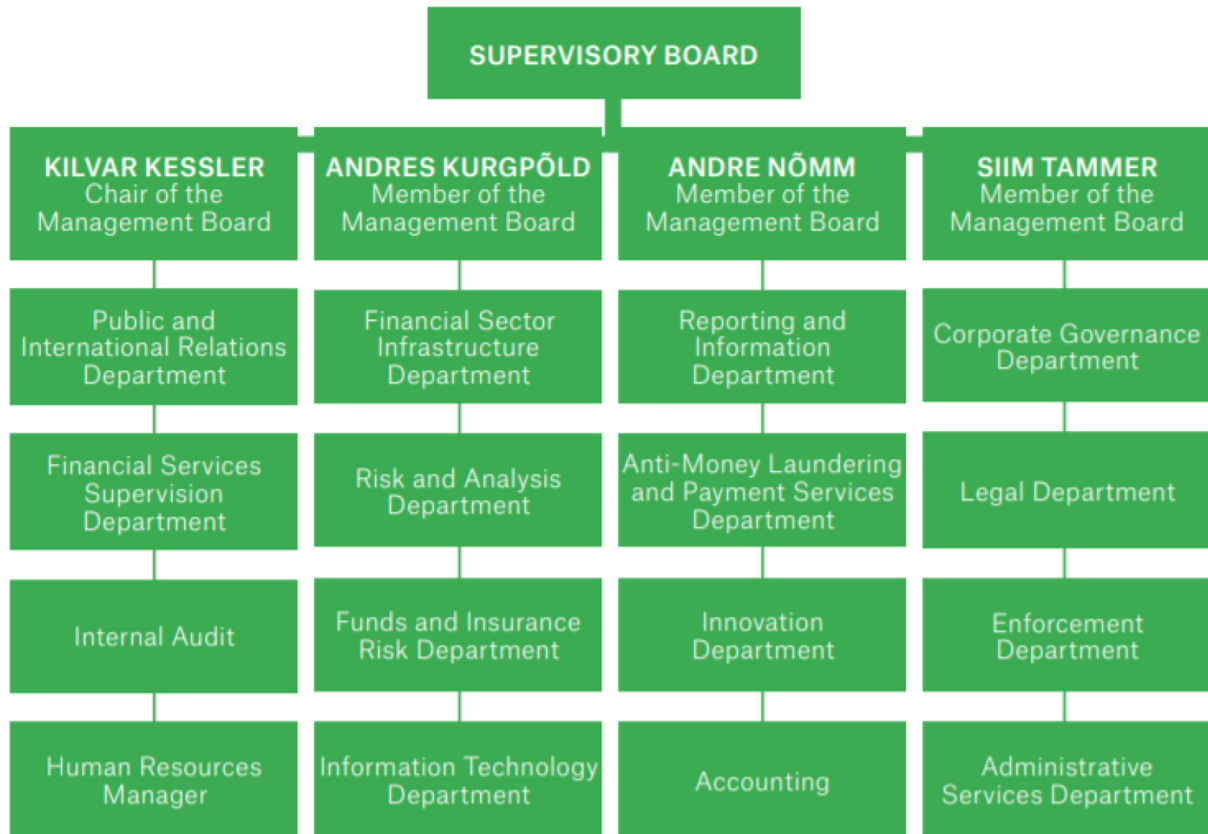 SUPERVISORY BOARD
KILVAR KESSLER
Chair of the
Management Board
Public and
International Relations
Department
Financial Services
Supervision
Department
Internal Audit
Human Resources
Manager
ANDRES KURGPÕLD
Member of the
Management Board
Financial Sector
Infrastructure
Department
Risk and Analysis
Department
Funds and Insurance
Risk Department
Information Technology
Department
ANDRE NÕMM
Member of the
Management Board
Reporting and
Information
Department
Anti-Money Laundering
and Payment Services
Department
Innovation
Department
Accounting
SIIM TAMMER
Member of the
Management Board
Corporate Governance
Department
Legal Department
Enforcement
Department
Administrative
Services Department